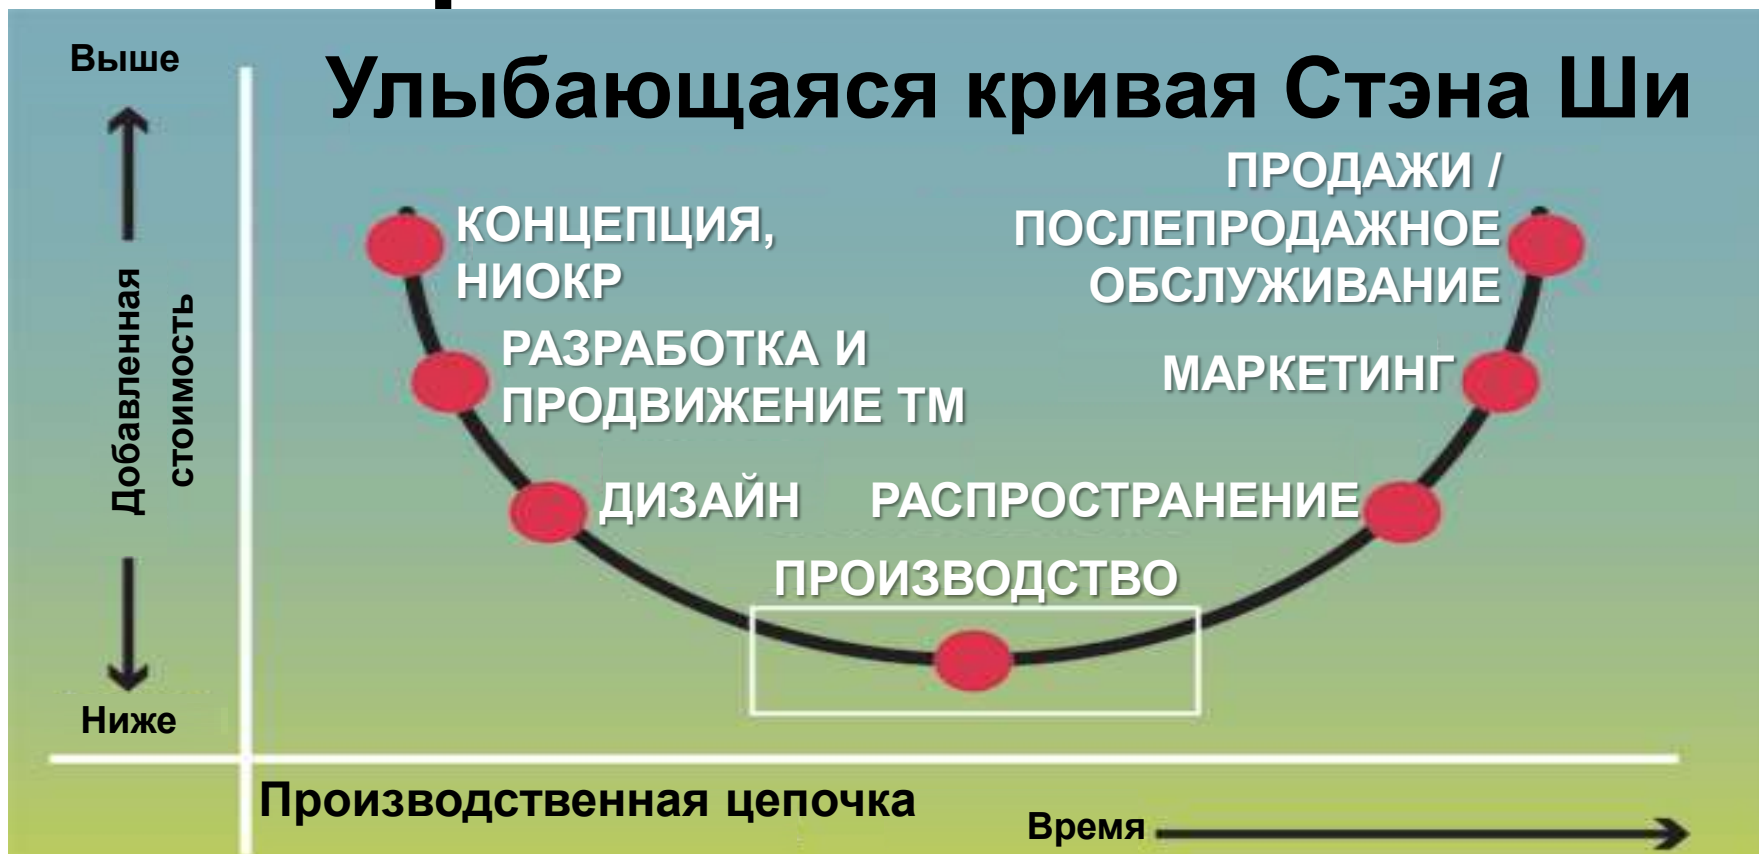 Выше
Улыбающаяся кривая Стэна Ши
ПРОДАЖИ /
ПОСЛЕПРОДАЖНОЕ
ОБСЛУЖИВАНИЕ
КОНЦЕПЦИЯ,
НИОКР
РАЗРАБОТКА И
ПРОДВИЖЕНИЕ ТМ
МАРКЕТИНГ
Добавленная
стоимость
ДИЗАЙН
РАСПРОСТРАНЕНИЕ
ПРОИЗВОДСТВО
Ниже
Производственная цепочка
Время